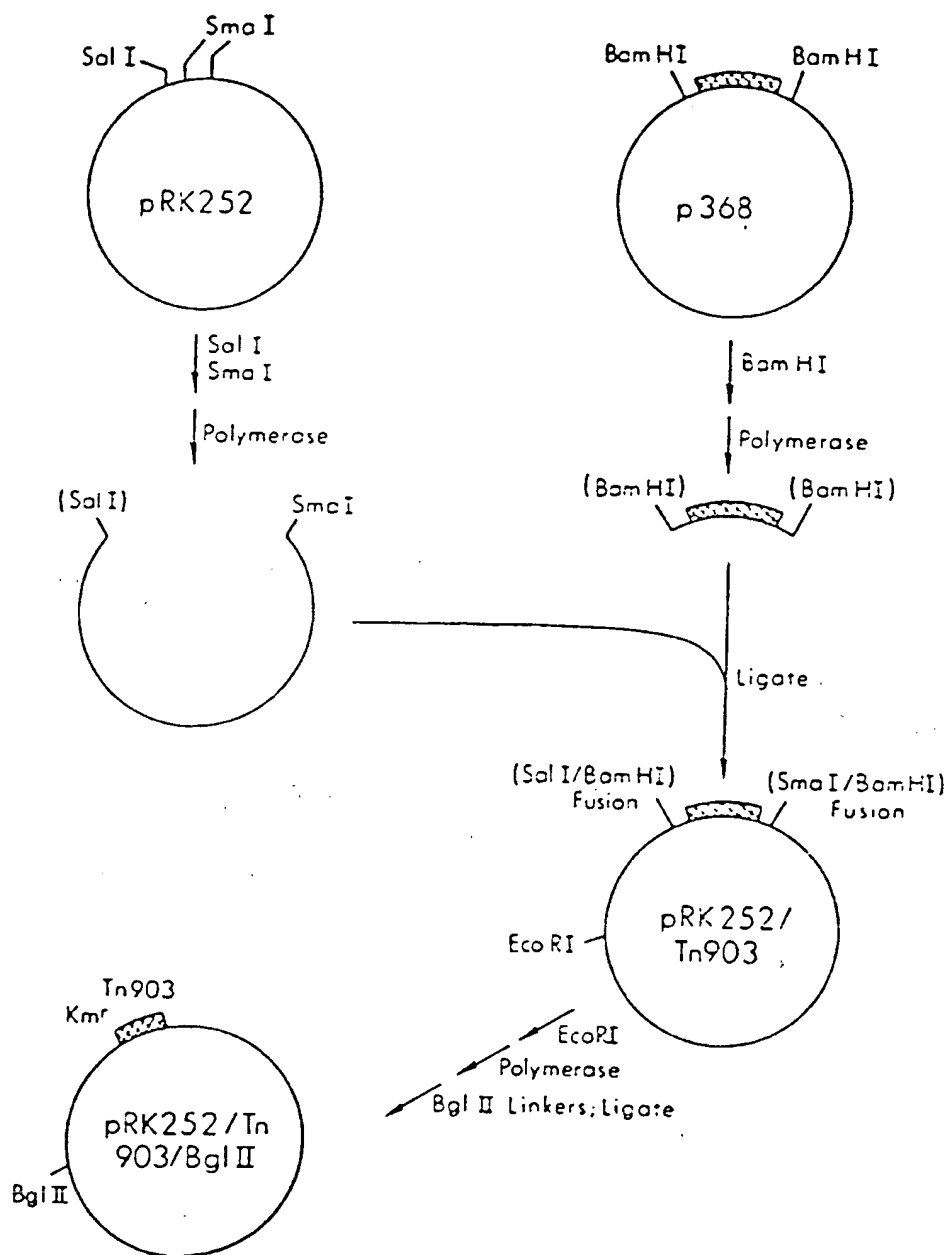 Sal I
Sma I
pRK252
Sal I
Sma I
Polymerase
(Sal I)
Sma I
Bam HI
Bam HI
p368
Bam HI
Polymerase
(Bam HI)
(Bam HI)
Ligate
(Sal I/Bam HI)
Fusion
(Sma I/Bam HI)
Fusion
pRK252/
Tn903
Eco RI
EcoRI
Polymerase
Bgl II Linkers; Ligate
Tn903
Kmr
pRK252/Tn
903/Bgl II
Bgl II